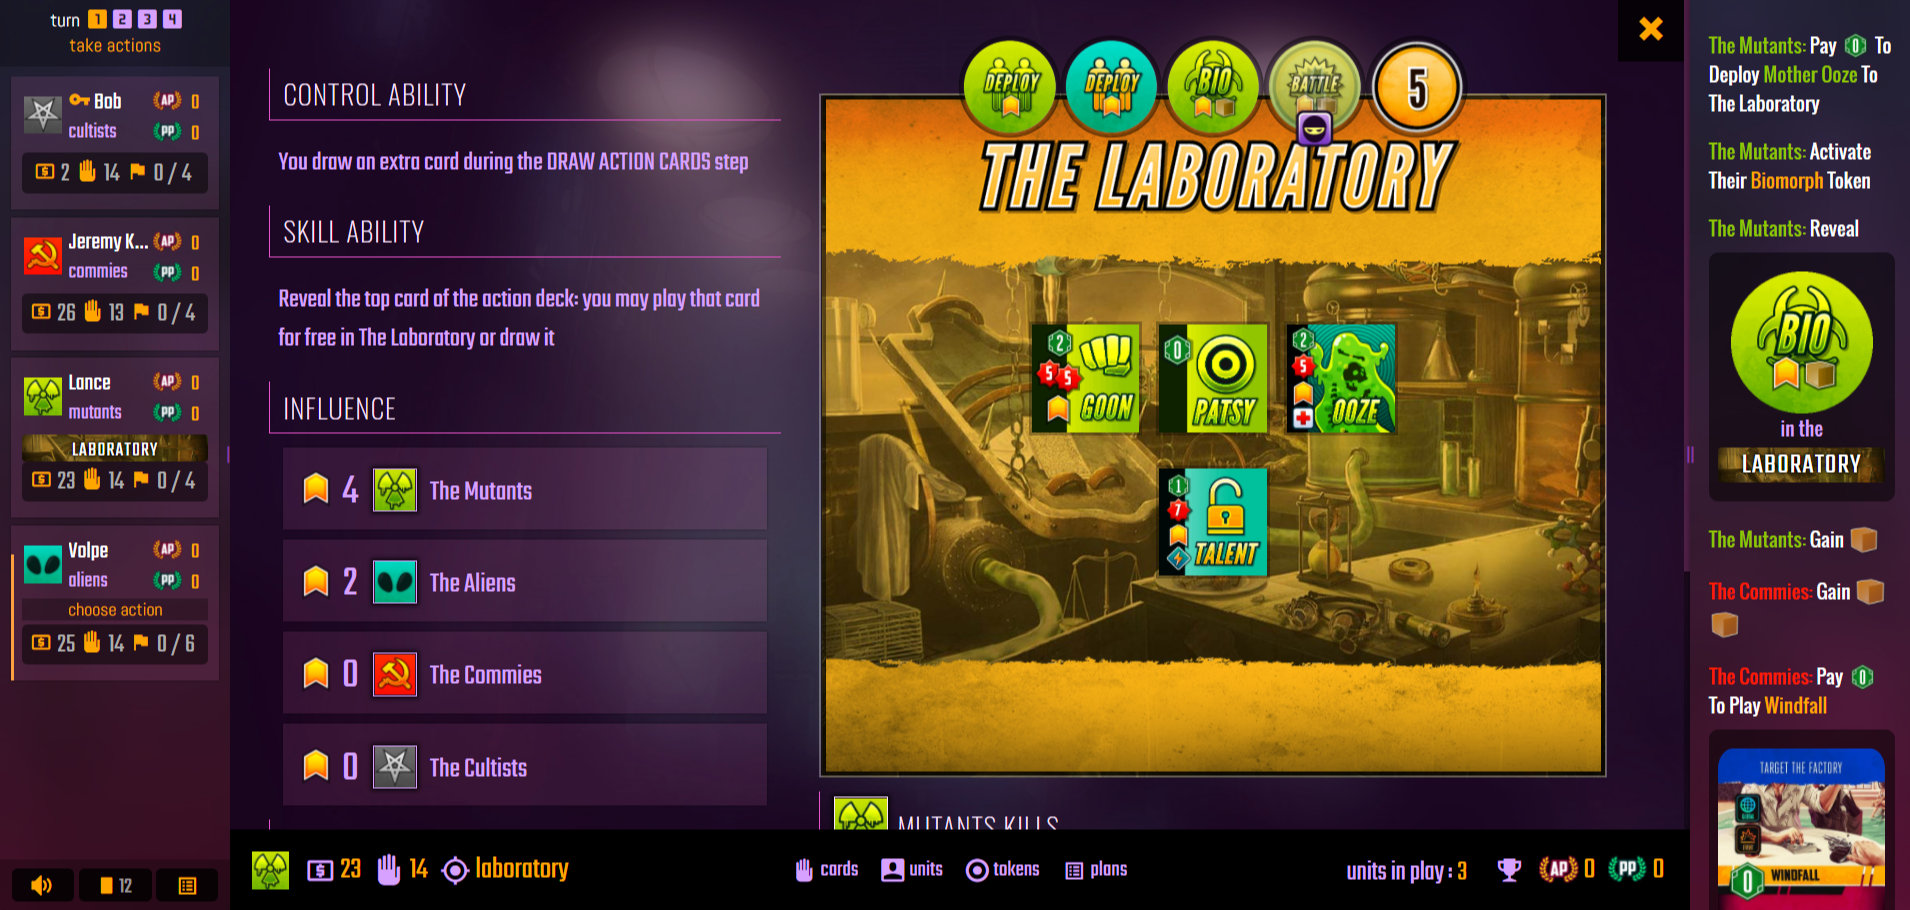 turn 1 2 3 4
take actions
Bob AP 0
cultists PP 0
2 14 0 / 4
Jeremy K... AP 0
commies PP 0
26 13 0 / 4
Lance AP 0
mutants PP 0
LABORATORY
23 14 0 / 4
Volpe AP 0
aliens PP 0
choose action
25 14 0 / 6
12
CONTROL ABILITY
You draw an extra card during the DRAW ACTION CARDS step
SKILL ABILITY
Reveal the top card of the action deck: you may play that card
for free in The Laboratory or draw it
INFLUENCE
4 The Mutants
2 The Aliens
0 The Commies
0 The Cultists
DEPLOY DEPLOY BIO BATTLE 5
THE LABORATORY
2 5 5 GOON
0 PATSY
2 5 OOZE
1 7 TALENT
MUTANTS KILLS
23 14 laboratory
cards units tokens plans
units in play : 3 AP 0 PP 0
The Mutants: Pay 0 To
Deploy Mother Ooze To
The Laboratory
The Mutants: Activate
Their Biomorph Token
The Mutants: Reveal
BIO
in the
LABORATORY
The Mutants: Gain
The Commies: Gain
The Commies: Pay 0
To Play Windfall
TARGET THE FACTORY
0 WINDFALL